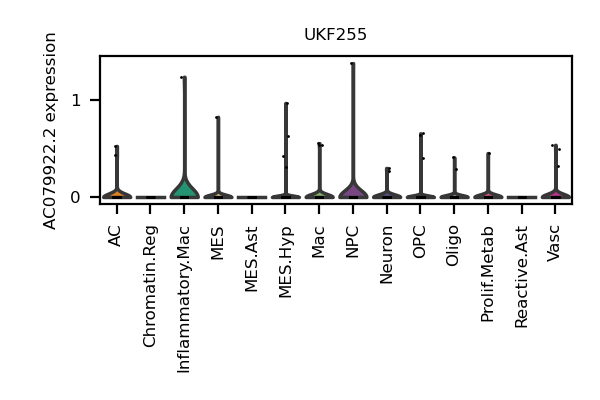 UKF255
AC079922.2 expression
1
0
AC
Chromatin.Reg
Inflammatory.Mac
MES
MES.Ast
MES.Hyp
Mac
NPC
Neuron
OPC
Oligo
Prolif.Metab
Reactive.Ast
Vasc